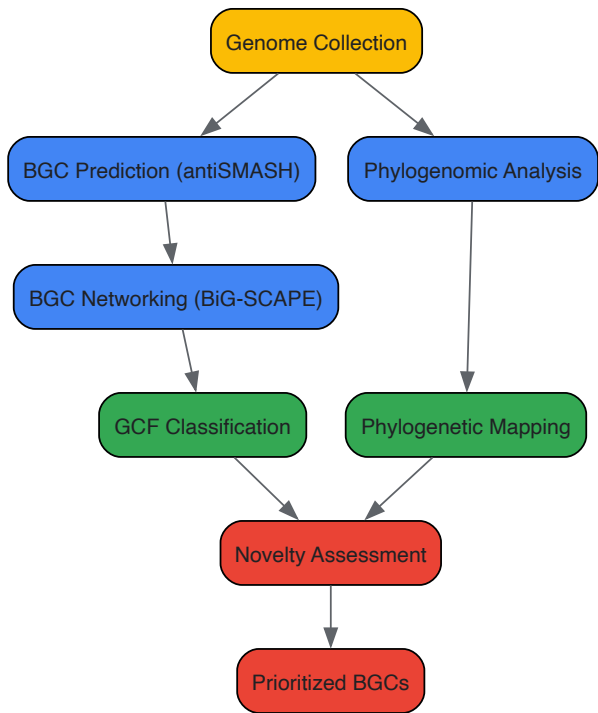 Genome Collection
BGC Prediction (antiSMASH)
Phylogenomic Analysis
BGC Networking (BiG-SCAPE)
GCF Classification
Phylogenetic Mapping
Novelty Assessment
Prioritized BGCs